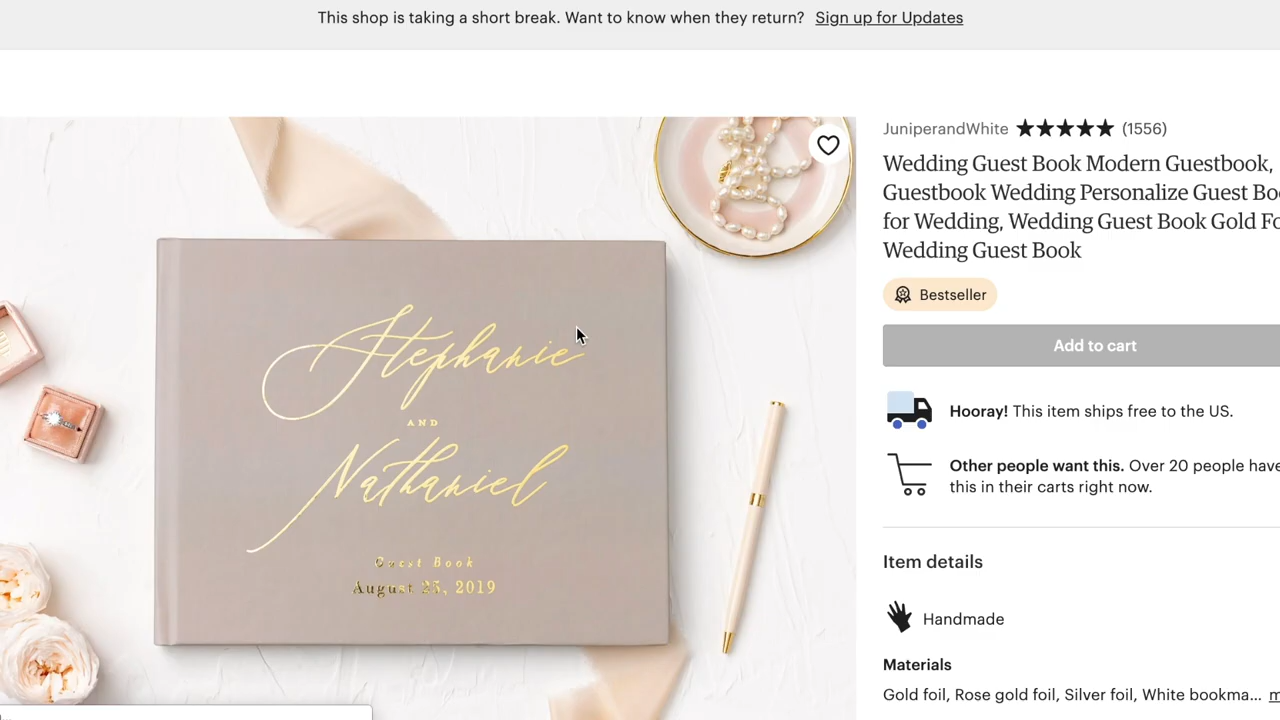 This shop is taking a short break. Want to know when they return? Sign up for Updates
JuniperandWhite ★★★★★ (1556)
Wedding Guest Book Modern Guestbook,
Guestbook Wedding Personalize Guest Bo
for Wedding, Wedding Guest Book Gold Fo
Wedding Guest Book
Bestseller
Add to cart
Hooray! This item ships free to the US.
Other people want this. Over 20 people have
this in their carts right now.
Item details
Handmade
Materials
Gold foil, Rose gold foil, Silver foil, White bookma... m
Stephanie
AND
Nathaniel
Guest Book
August 25, 2019